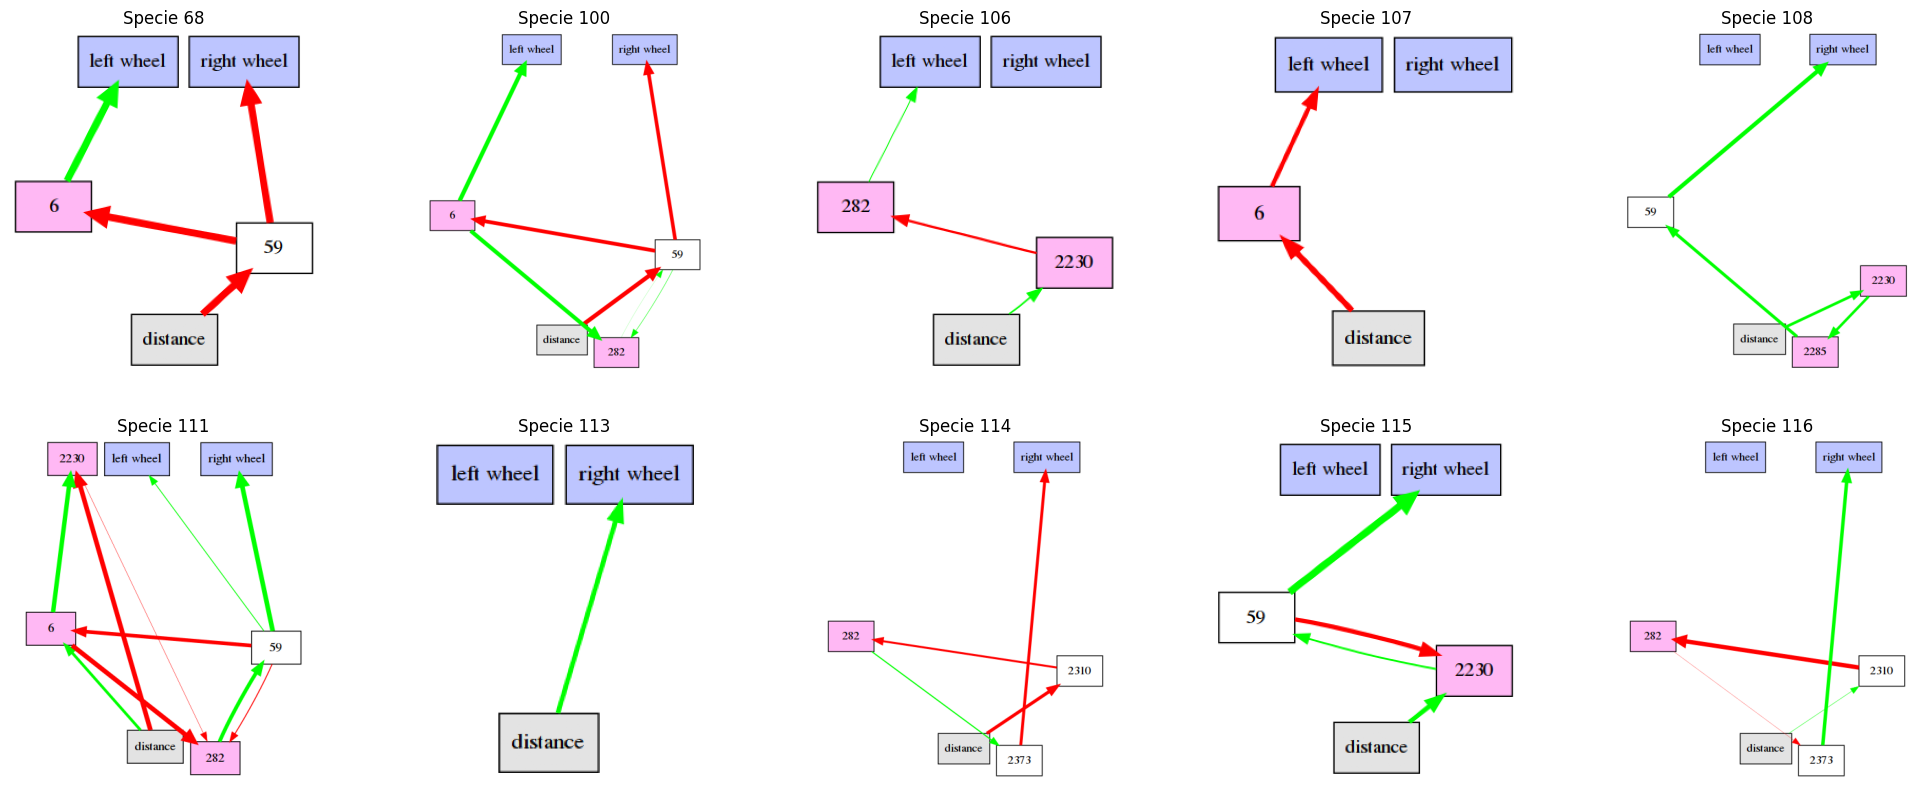 Specie 68
left wheel
right wheel
6
59
distance
Specie 100
left wheel
right wheel
6
59
distance
282
Specie 106
left wheel
right wheel
282
2230
distance
Specie 107
left wheel
right wheel
6
distance
Specie 108
left wheel
right wheel
59
2230
distance
2285
Specie 111
2230
left wheel
right wheel
6
59
distance
282
Specie 113
left wheel
right wheel
distance
Specie 114
left wheel
right wheel
282
2310
distance
2373
Specie 115
left wheel
right wheel
59
2230
distance
Specie 116
left wheel
right wheel
282
2310
distance
2373